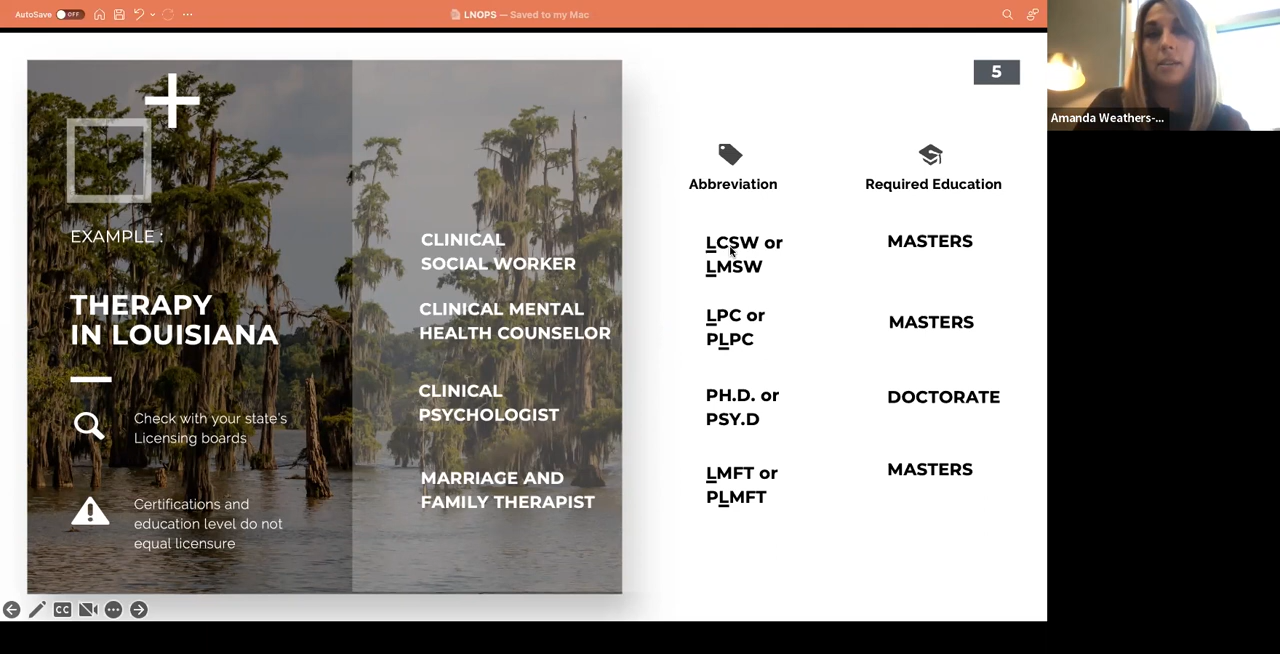 AutoSave OFF
LNOPS — Saved to my Mac
Amanda Weathers-...
5
EXAMPLE :
THERAPY
IN LOUISIANA
Check with your state's
Licensing boards
Certifications and
education level do not
equal licensure
Abbreviation
Required Education
CLINICAL
SOCIAL WORKER
LCSW or
LMSW
MASTERS
CLINICAL MENTAL
HEALTH COUNSELOR
LPC or
PLPC
MASTERS
CLINICAL
PSYCHOLOGIST
PH.D. or
PSY.D
DOCTORATE
MARRIAGE AND
FAMILY THERAPIST
LMFT or
PLMFT
MASTERS
CC